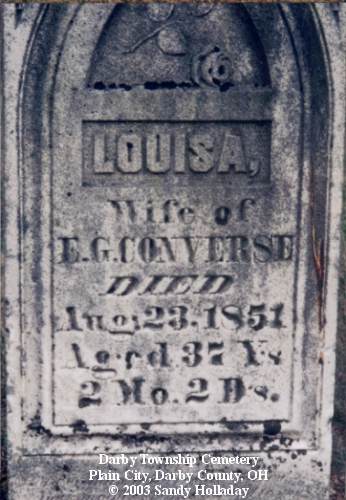 LOUISA,
Wife of
E.G.CONVERSE
DIED
Aug.23.1851
Aged 37 Ys
2 Mo. 2 Ds.
Darby Township Cemetery
Plain City, Darby County, OH
© 2003 Sandy Holladay